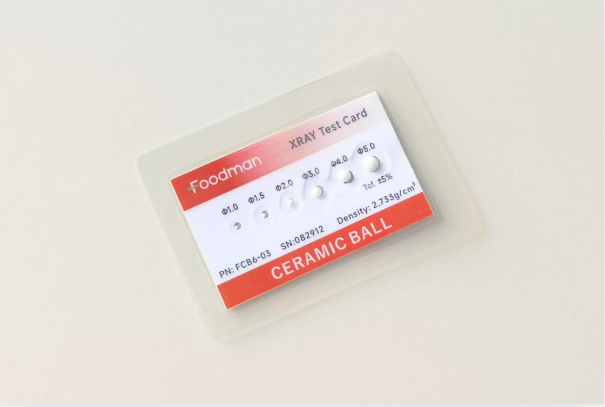 Foodman
XRAY Test Card
Φ1.0 Φ1.5 Φ2.0 Φ3.0 Φ4.0 Φ5.0
Tol. ±5%
PN: FCB6-03 SN:082912 Density: 2.733g/cm³
CERAMIC BALL